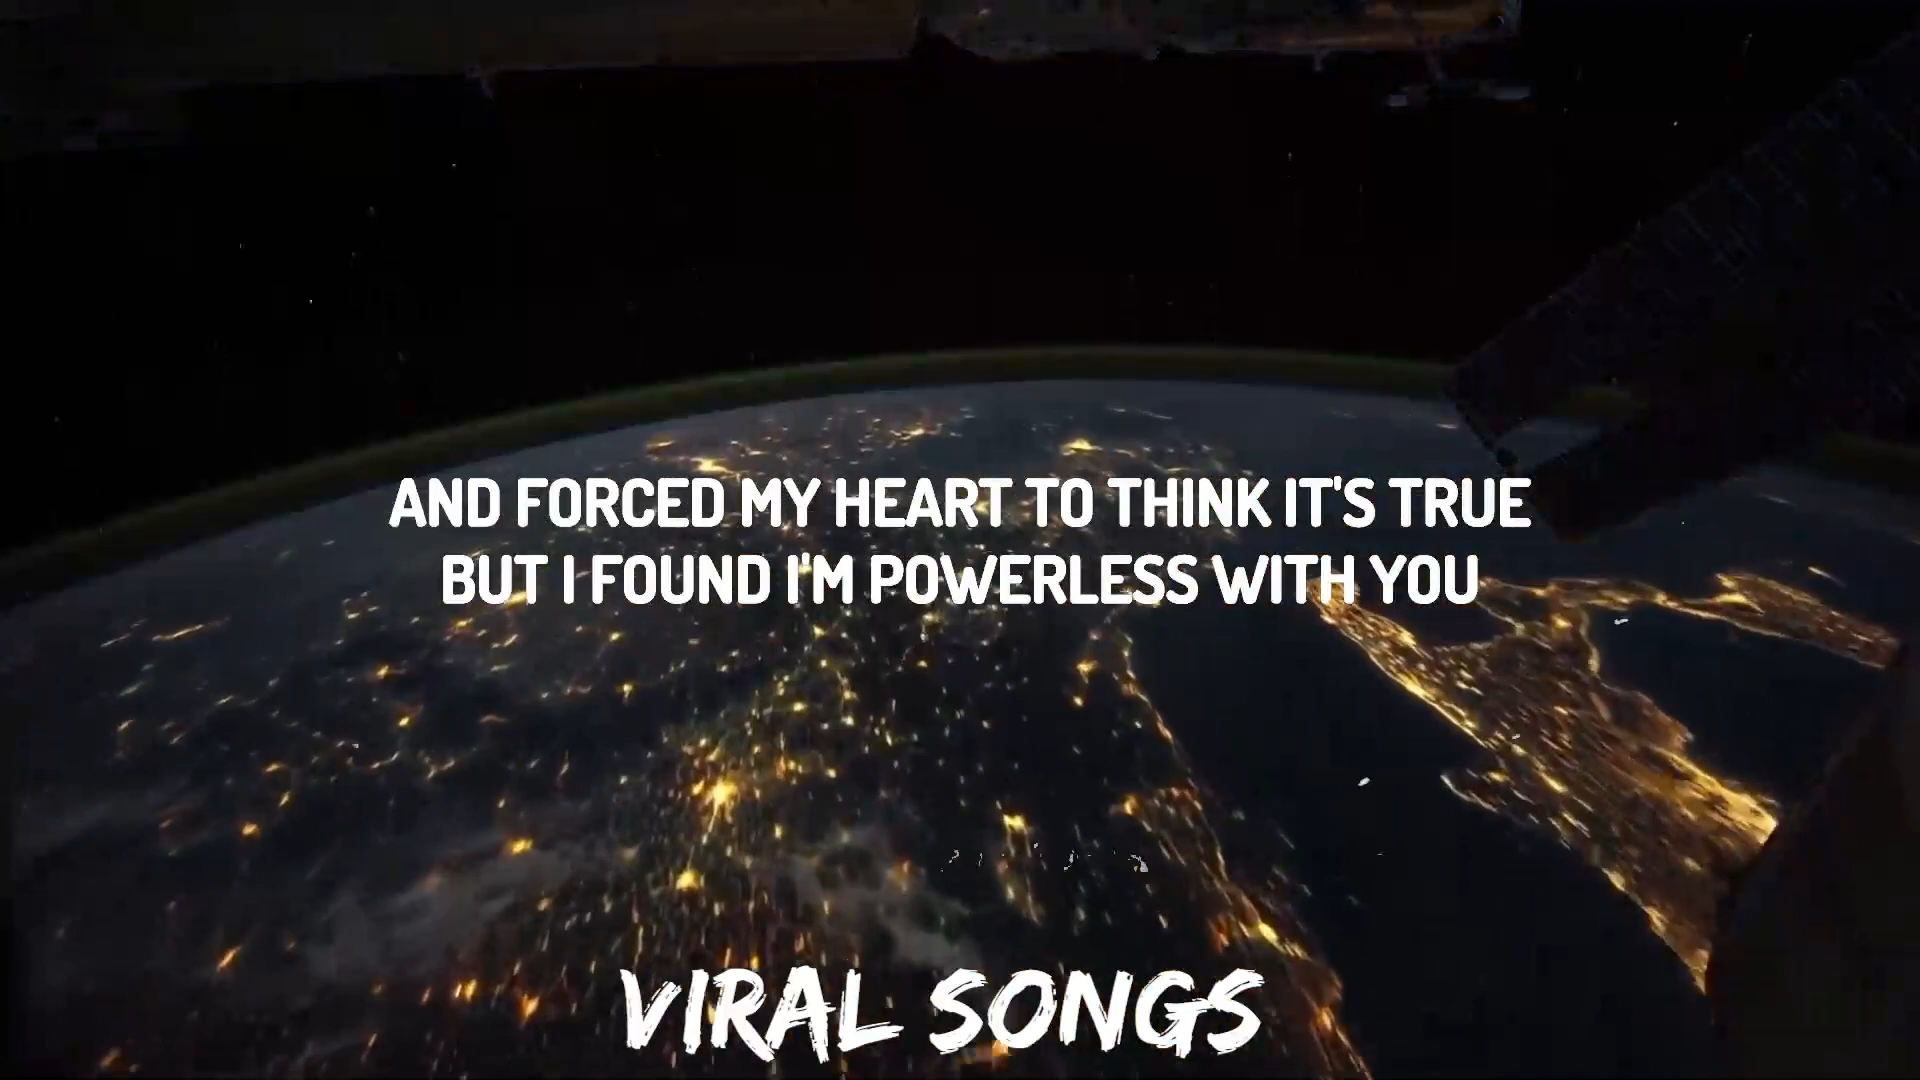 AND FORCED MY HEART TO THINK IT'S TRUE
BUT I FOUND I'M POWERLESS WITH YOU
VIRAL SONGS